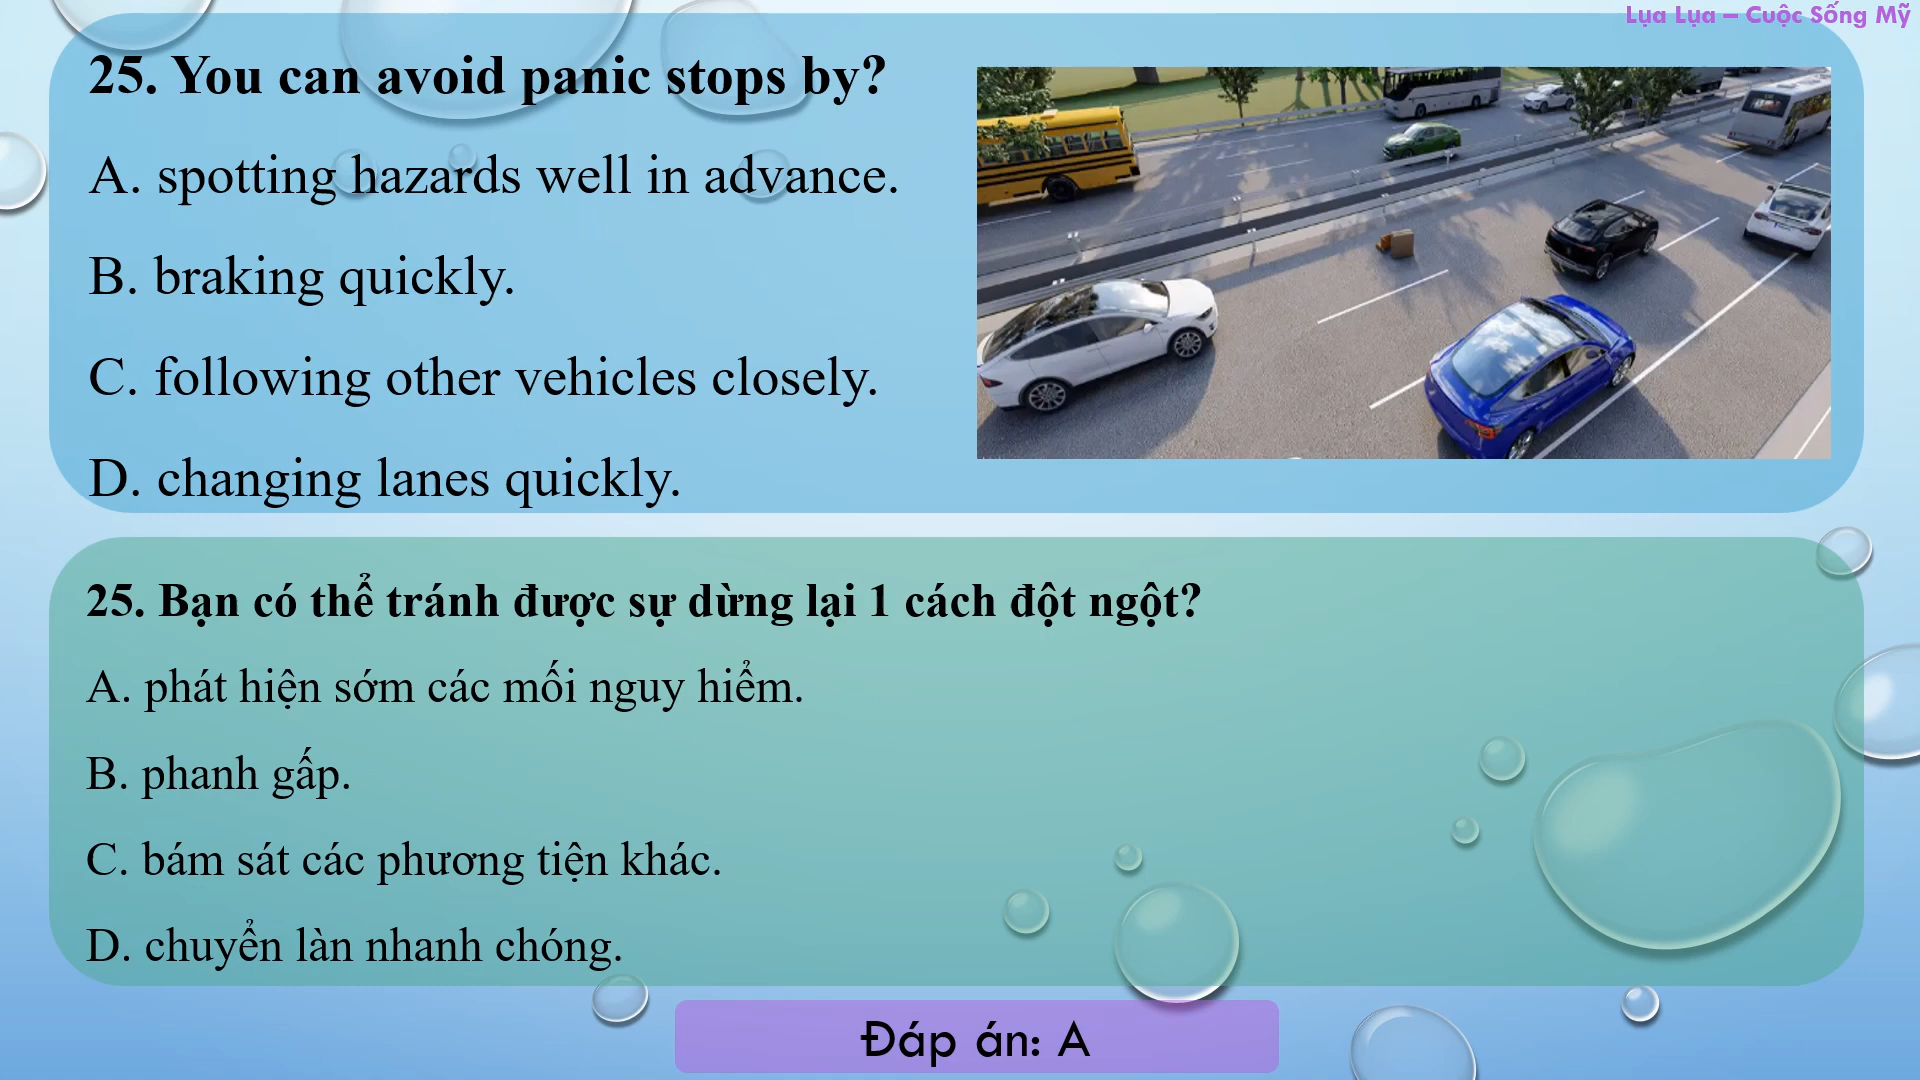 Lụa Lụa – Cuộc Sống Mỹ
25. You can avoid panic stops by?
A. spotting hazards well in advance.
B. braking quickly.
C. following other vehicles closely.
D. changing lanes quickly.
25. Bạn có thể tránh được sự dừng lại 1 cách đột ngột?
A. phát hiện sớm các mối nguy hiểm.
B. phanh gấp.
C. bám sát các phương tiện khác.
D. chuyển làn nhanh chóng.
Đáp án: A